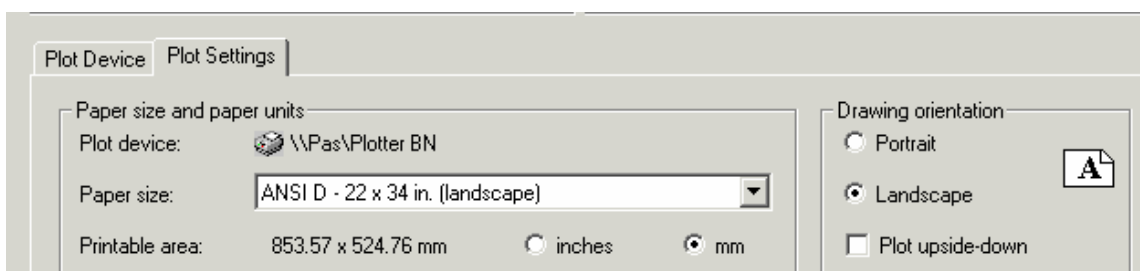 Plot Device Plot Settings
Paper size and paper units
Plot device: \\Pas\Plotter BN
Paper size: ANSI D - 22 x 34 in. (landscape)
Printable area: 853.57 x 524.76 mm inches mm
Drawing orientation
Portrait
A
Landscape
Plot upside-down